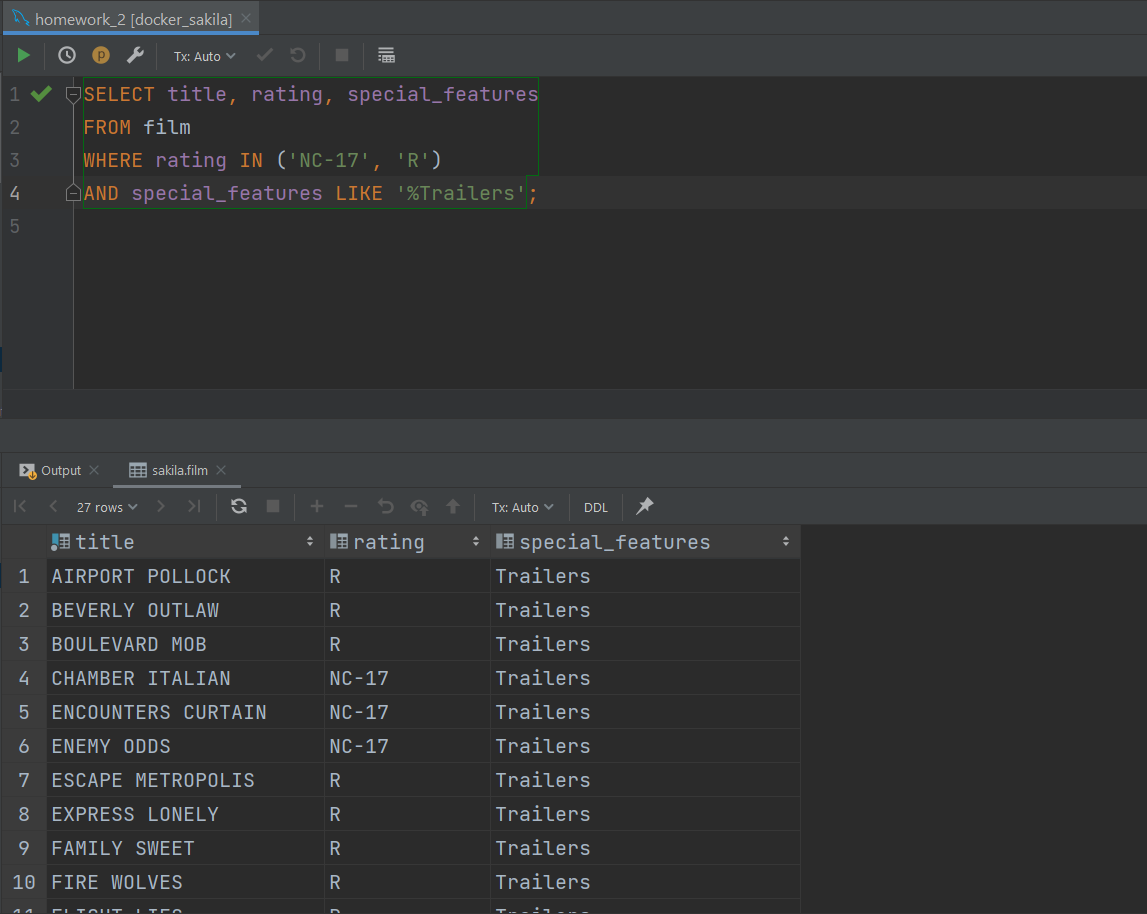 homework_2 [docker_sakila]
P Tx: Auto
1 SELECT title, rating, special_features
2 FROM film
3 WHERE rating IN ('NC-17', 'R')
4 AND special_features LIKE '%Trailers';
5
Output sakila.film
27 rows Tx: Auto DDL
title rating special_features
1 AIRPORT POLLOCK R Trailers
2 BEVERLY OUTLAW R Trailers
3 BOULEVARD MOB R Trailers
4 CHAMBER ITALIAN NC-17 Trailers
5 ENCOUNTERS CURTAIN NC-17 Trailers
6 ENEMY ODDS NC-17 Trailers
7 ESCAPE METROPOLIS R Trailers
8 EXPRESS LONELY R Trailers
9 FAMILY SWEET R Trailers
10 FIRE WOLVES R Trailers
11 FLIGHT LIES R Trailers